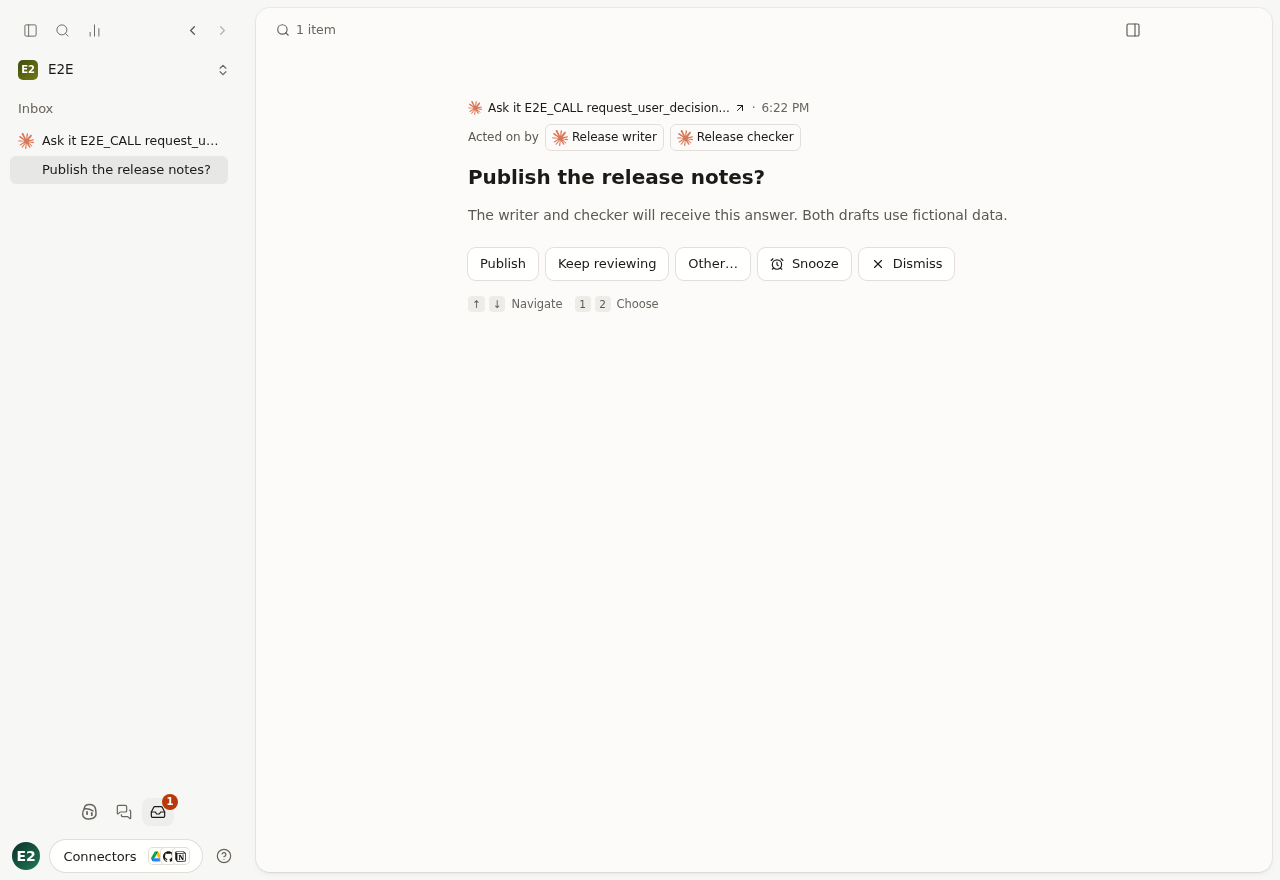 E2 E2E
Inbox
Ask it E2E_CALL request_u...
Publish the release notes?
1 item
Ask it E2E_CALL request_user_decision... · 6:22 PM
Acted on by Release writer Release checker
Publish the release notes?
The writer and checker will receive this answer. Both drafts use fictional data.
Publish Keep reviewing Other... Snooze Dismiss
↑ ↓ Navigate 1 2 Choose
1
E2 Connectors